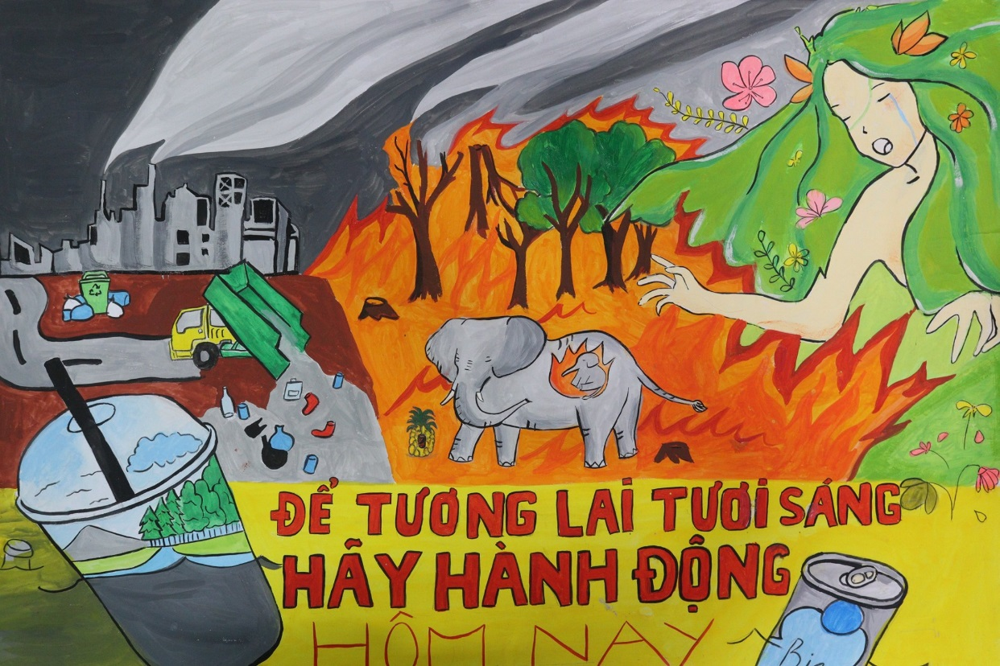 ĐỂ TƯƠNG LAI TƯƠI SÁNG
HÃY HÀNH ĐỘNG
HÔM NAY